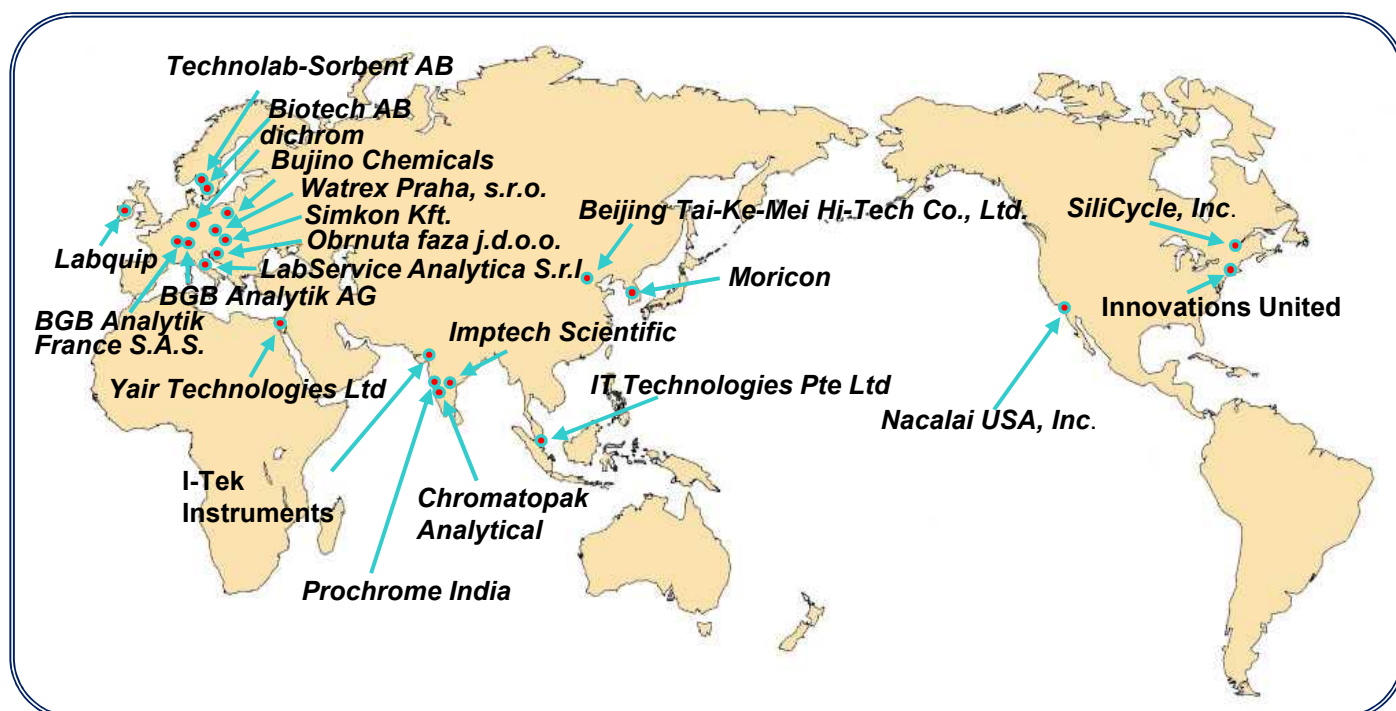 Technolab-Sorbent AB
Biotech AB
dichrom
Bujino Chemicals
Watrex Praha, s.r.o.
Simkon Kft.
Obrnuta faza j.d.o.o.
LabService Analytica S.r.l
Labquip
BGB Analytik AG
BGB Analytik
France S.A.S.
Yair Technologies Ltd
Beijing Tai-Ke-Mei Hi-Tech Co., Ltd.
Moricon
Imptech Scientific
IT Technologies Pte Ltd
I-Tek
Instruments
Chromatopak
Analytical
Prochrome India
SiliCycle, Inc.
Innovations United
Nacalai USA, Inc.